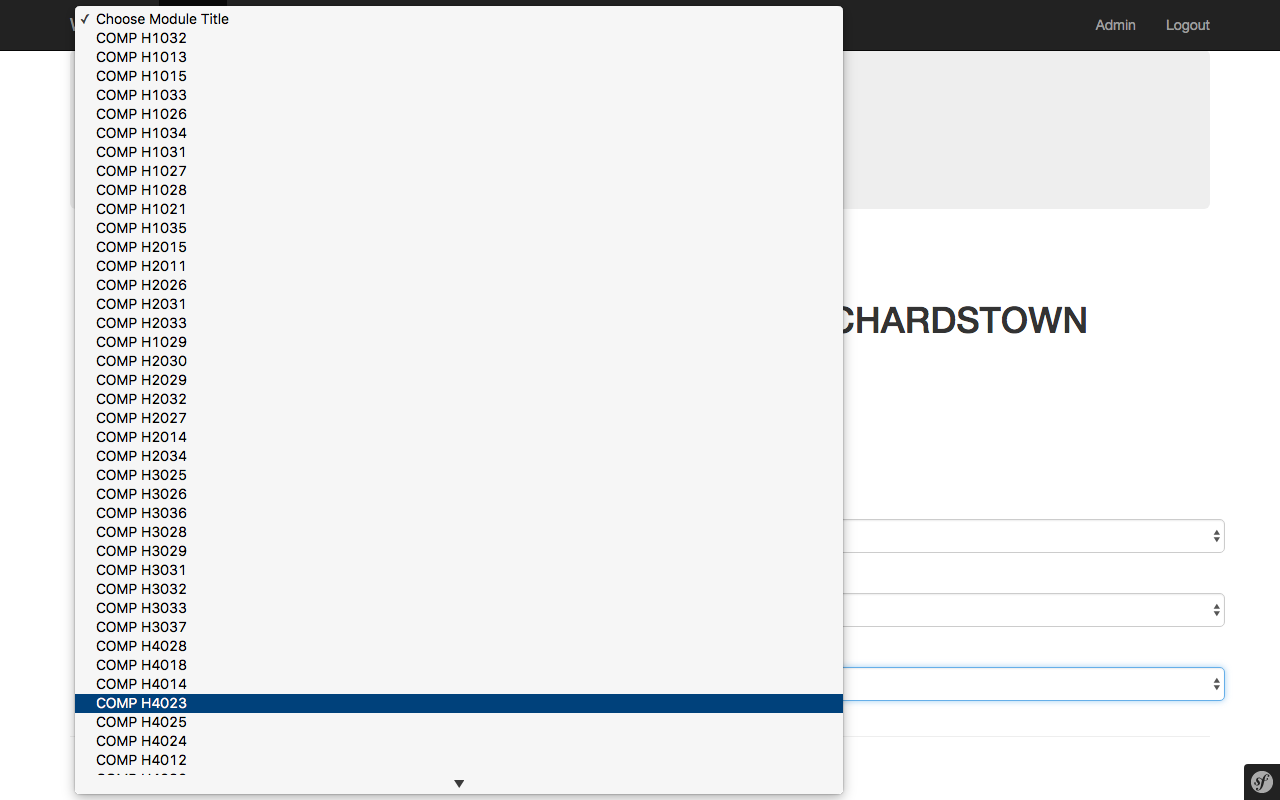 ✓ Choose Module Title
Admin Logout
COMP H1032
COMP H1013
COMP H1015
COMP H1033
COMP H1026
COMP H1034
COMP H1031
COMP H1027
COMP H1028
COMP H1021
COMP H1035
COMP H2015
COMP H2011
COMP H2026
COMP H2031
COMP H2033
COMP H1029
COMP H2030
COMP H2029
COMP H2032
COMP H2027
COMP H2014
COMP H2034
COMP H3025
COMP H3026
COMP H3036
COMP H3028
COMP H3029
COMP H3031
COMP H3032
COMP H3033
COMP H3037
COMP H4028
COMP H4018
COMP H4014
COMP H4023
COMP H4025
COMP H4024
COMP H4012
CHARDSTOWN
sf